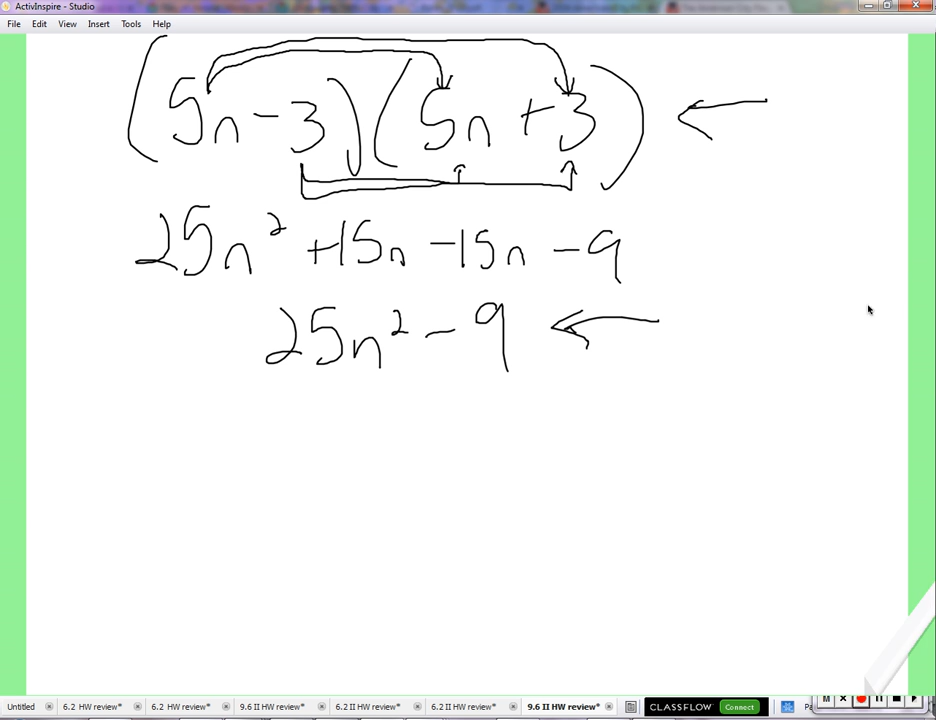 ActivInspire - Studio
File Edit View Insert Tools Help
(5n - 3)(5n + 3)
25n² +15n -15n -9
25n² - 9
Untitled 6.2 HW review* 6.2 HW review* 9.6 II HW review* 6.2 II HW review* 6.2 II HW review* 9.6 II HW review* CLASSFLOW Connect